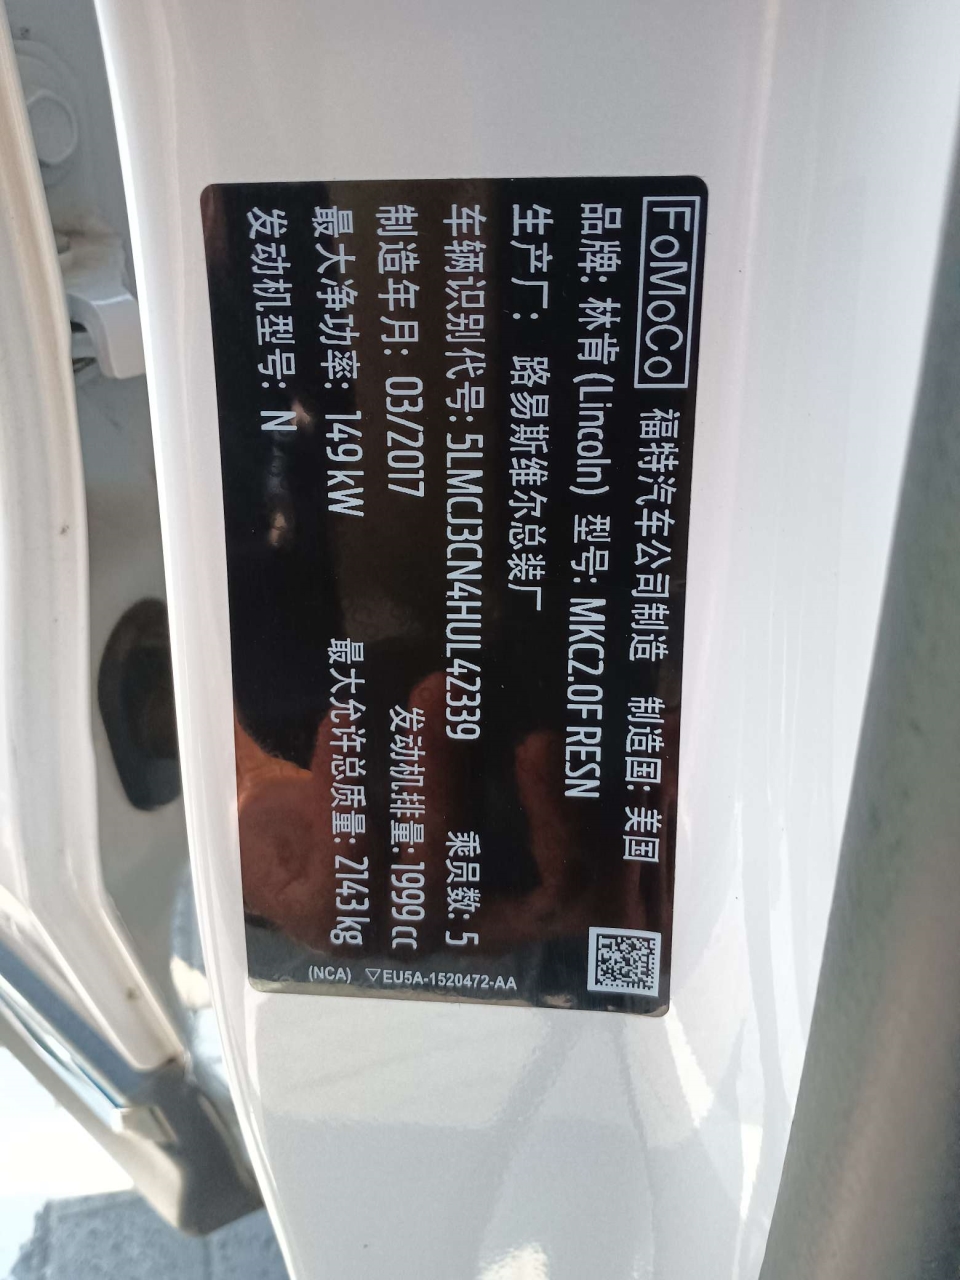 FoMoCo 福特汽车公司制造 制造国: 美国
品牌: 林肯 (Lincoln) 型号: MKC2.0FRESN
生产厂: 路易斯维尔总装厂
车辆识别代号: 5LMCJ3CN4HUL42339 乘员数: 5
制造年月: 03/2017 发动机排量: 1999cc
最大净功率: 149kW 最大允许总质量: 2143kg
发动机型号: N
(NCA) ▽EU5A-1520472-AA